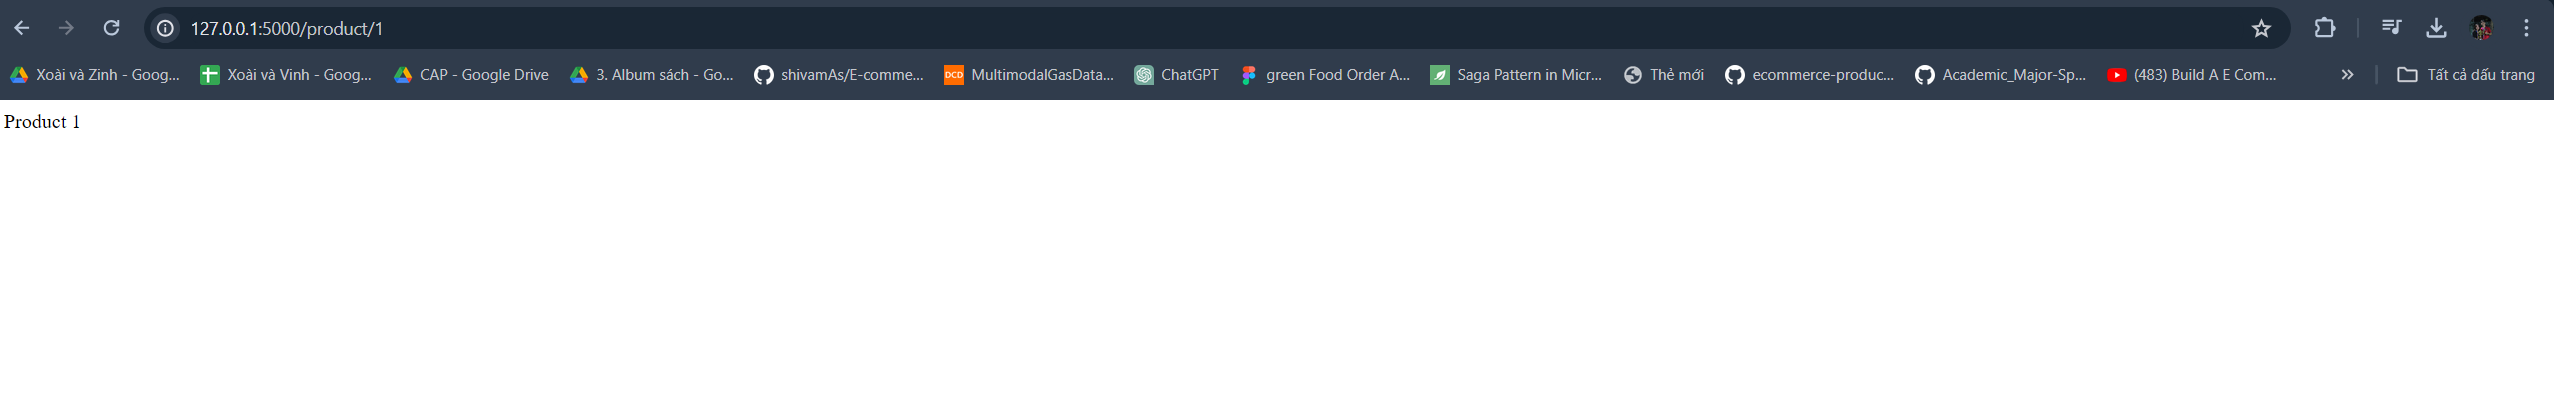 127.0.0.1:5000/product/1
Xoài và Zinh - Goog... Xoài và Vinh - Goog... CAP - Google Drive 3. Album sách - Go... shivamAs/E-comme... DCD MultimodalGasData... ChatGPT green Food Order A... Saga Pattern in Micr... Thẻ mới ecommerce-produc... Academic_Major-Sp... (483) Build A E Com... Tất cả dấu trang
Product 1